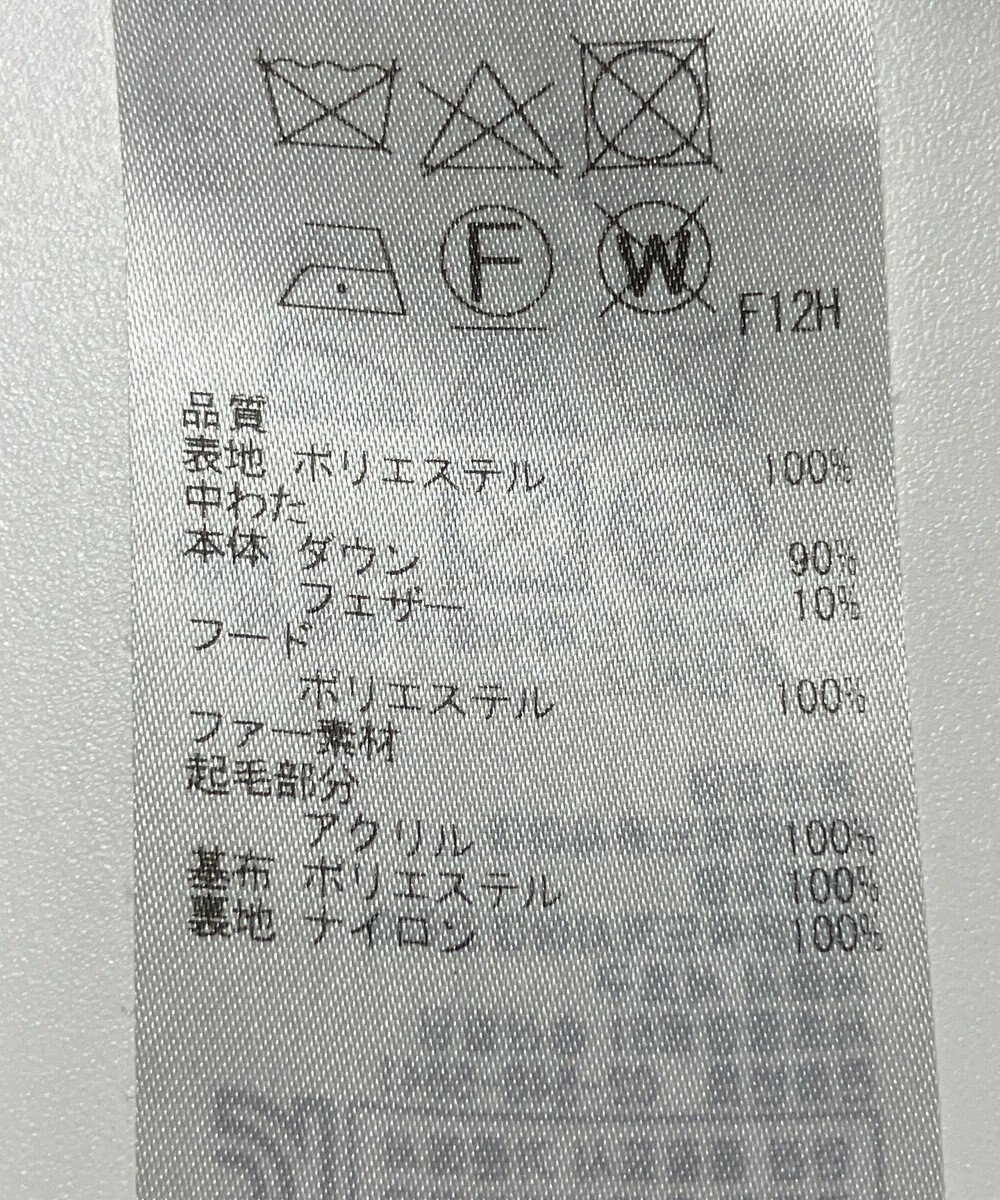 F
W
F12H
品質
表地 ポリエステル 100%
中わた
本体 ダウン 90%
フェザー 10%
フード
ポリエステル 100%
ファー素材
起毛部分
アクリル 100%
基布 ポリエステル 100%
裏地 ナイロン 100%